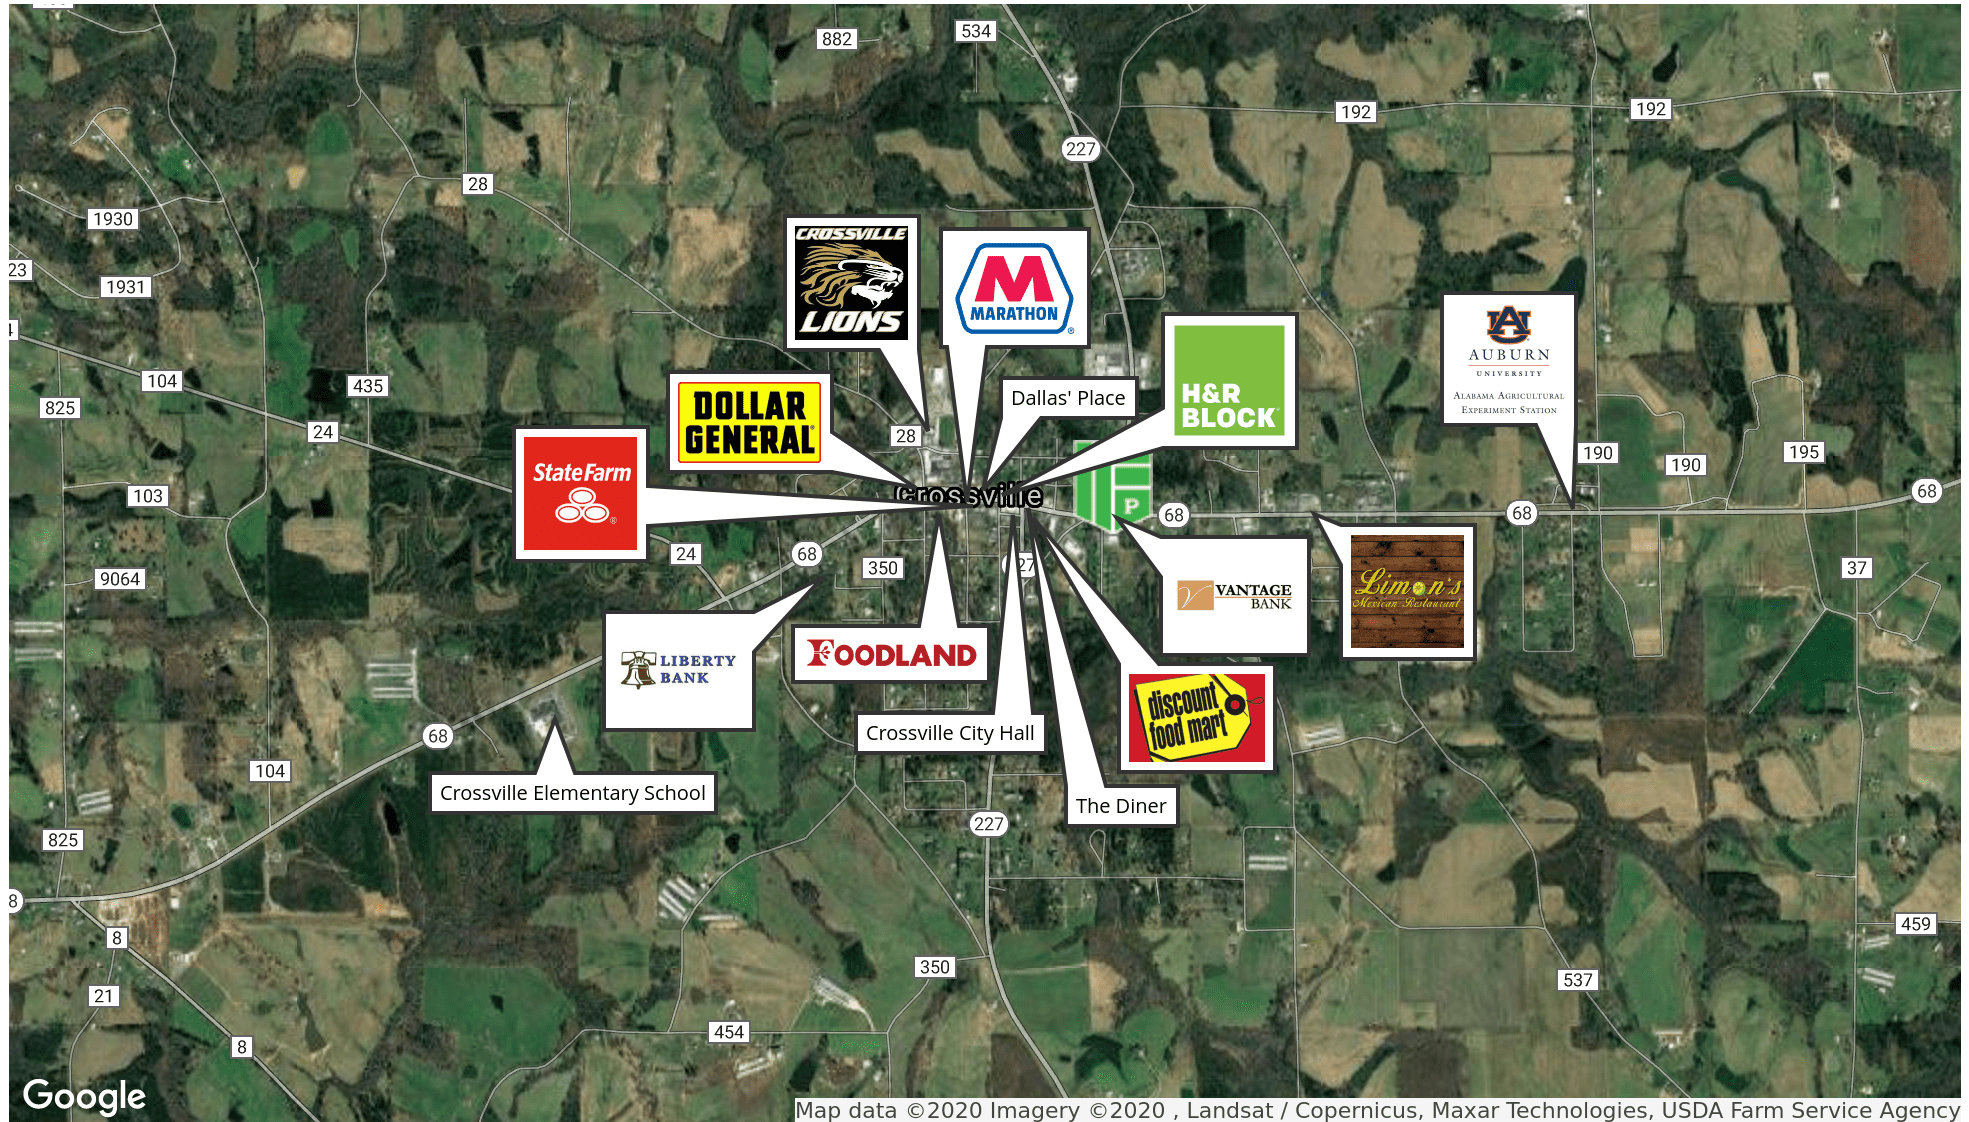 882
534
192
192
227
28
1930
23
1931
CROSSVILLE
LIONS
M
MARATHON
®
AU
AUBURN
UNIVERSITY
ALABAMA AGRICULTURAL
EXPERIMENT STATION
H&R
BLOCK
104
435
825
Dallas' Place
DOLLAR
GENERAL
24
28
190
190
195
StateFarm
®
103
Crossville
P
68
68
68
24
68
350
27
37
9064
VANTAGE
BANK
Limon's
Mexican Restaurant
LIBERTY
BANK
FOODLAND
discount
food mart
Crossville City Hall
68
104
Crossville Elementary School
The Diner
227
825
8
8
459
350
537
21
454
8
Google
Map data ©2020 Imagery ©2020 , Landsat / Copernicus, Maxar Technologies, USDA Farm Service Agency